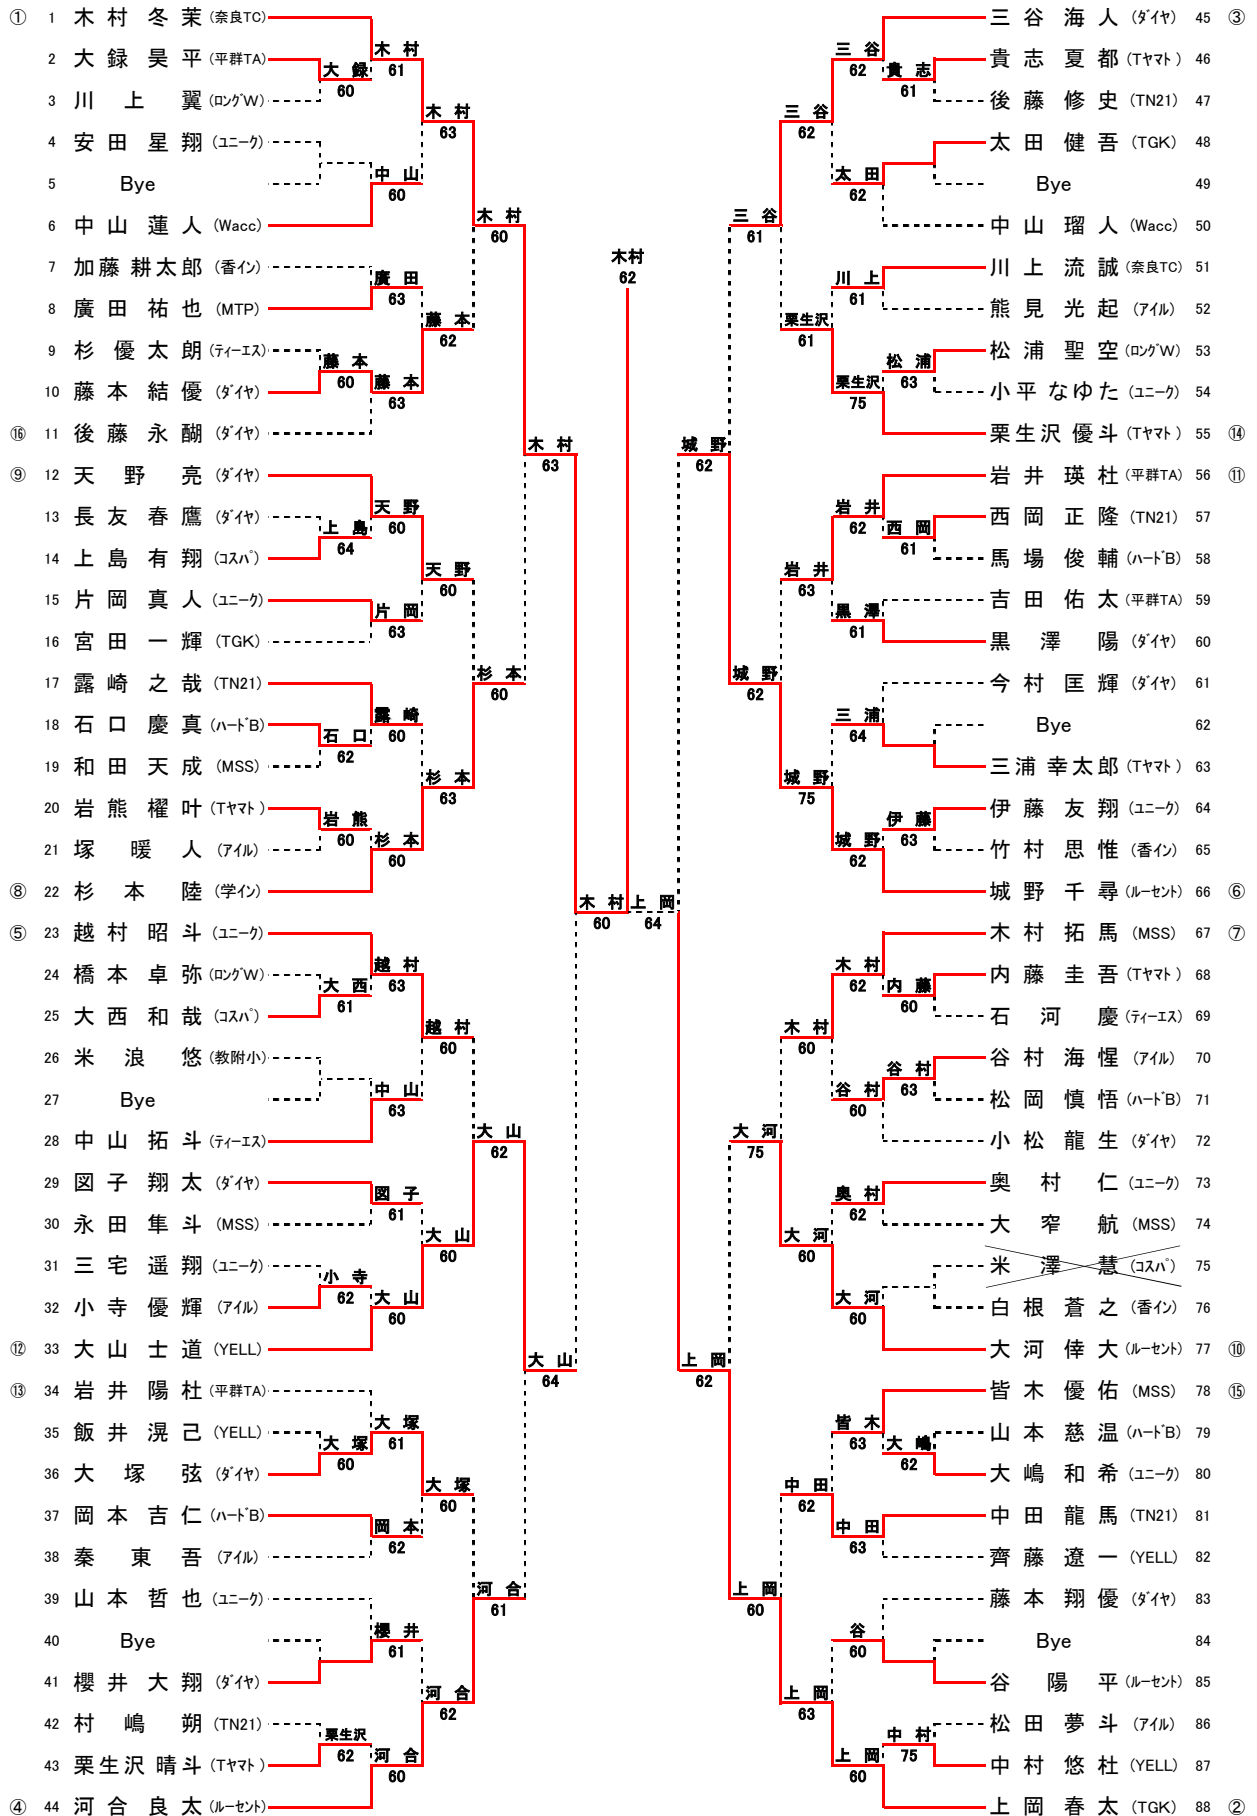 ① 1 木村冬茉 (奈良TC)
2 大録昊平 (平群TA)
3 川上翼 (ロングW)
4 安田星翔 (ユニーク)
5 Bye
6 中山蓮人 (Wacc)
7 加藤耕太郎 (香イン)
8 廣田祐也 (MTP)
9 杉優太朗 (ティーエス)
10 藤本結優 (ダイヤ)
⑯ 11 後藤永醐 (ダイヤ)
⑨ 12 天野亮 (ダイヤ)
13 長友春鷹 (ダイヤ)
14 上島有翔 (コスパ)
15 片岡真人 (ユニーク)
16 宮田一輝 (TGK)
17 露崎之哉 (TN21)
18 石口慶真 (ハードB)
19 和田天成 (MSS)
20 岩熊櫂叶 (Tヤマト)
21 塚暖人 (アイル)
⑧ 22 杉本陸 (学イン)
⑤ 23 越村昭斗 (ユニーク)
24 橋本卓弥 (ロングW)
25 大西和哉 (コスパ)
26 米浪悠 (教附小)
27 Bye
28 中山拓斗 (ティーエス)
29 図子翔太 (ダイヤ)
30 永田隼斗 (MSS)
31 三宅遥翔 (ユニーク)
32 小寺優輝 (アイル)
⑫ 33 大山士道 (YELL)
⑬ 34 岩井陽杜 (平群TA)
35 飯井滉己 (YELL)
36 大塚弦 (ダイヤ)
37 岡本吉仁 (ハードB)
38 秦東吾 (アイル)
39 山本哲也 (ユニーク)
40 Bye
41 櫻井大翔 (ダイヤ)
42 村嶋朔 (TN21)
43 栗生沢晴斗 (Tヤマト)
④ 44 河合良太 (ルーセント)
大録 60
藤本 60
上島 64
石口 62
岩熊 60
大西 61
小寺 62
大塚 60
栗生沢 62
木村 61
中山 60
廣田 63
藤本 63
天野 60
片岡 63
露崎 60
杉本 60
越村 63
中山 63
図子 61
大山 60
大塚 61
岡本 62
櫻井 61
河合 60
木村 63
藤本 62
天野 60
杉本 63
越村 60
大山 60
大塚 60
河合 62
木村 60
杉本 60
大山 62
河合 61
木村 63
大山 64
木村 60
木村 62
上岡 64
城野 62
上岡 62
三谷 61
城野 62
大河 75
上岡 60
三谷 62
栗生沢 61
岩井 63
城野 75
木村 60
大河 60
中田 62
上岡 63
三谷 62
太田 62
川上 61
栗生沢 75
岩井 62
黒澤 61
三浦 64
城野 62
木村 62
谷村 60
奥村 62
大河 60
皆木 63
中田 63
谷 60
上岡 60
貴志 61
松浦 63
西岡 61
伊藤 63
内藤 60
谷村 63
大嶋 62
中村 75
三谷海人 (ダイヤ) 45 ③
貴志夏都 (Tヤマト) 46
後藤修史 (TN21) 47
太田健吾 (TGK) 48
Bye 49
中山瑠人 (Wacc) 50
川上流誠 (奈良TC) 51
熊見光起 (アイル) 52
松浦聖空 (ロングW) 53
小平なゆた (ユニーク) 54
栗生沢優斗 (Tヤマト) 55 ⑭
岩井瑛杜 (平群TA) 56 ⑪
西岡正隆 (TN21) 57
馬場俊輔 (ハードB) 58
吉田佑太 (平群TA) 59
黒澤陽 (ダイヤ) 60
今村匡輝 (ダイヤ) 61
Bye 62
三浦幸太郎 (Tヤマト) 63
伊藤友翔 (ユニーク) 64
竹村思惟 (香イン) 65
城野千尋 (ルーセント) 66 ⑥
木村拓馬 (MSS) 67 ⑦
内藤圭吾 (Tヤマト) 68
石河慶 (ティーエス) 69
谷村海惺 (アイル) 70
松岡慎悟 (ハードB) 71
小松龍生 (ダイヤ) 72
奥村仁 (ユニーク) 73
大窄航 (MSS) 74
米澤慧 (コスパ) 75
白根蒼之 (香イン) 76
大河倖大 (ルーセント) 77 ⑩
皆木優佑 (MSS) 78 ⑮
山本慈温 (ハードB) 79
大嶋和希 (ユニーク) 80
中田龍馬 (TN21) 81
齊藤遼一 (YELL) 82
藤本翔優 (ダイヤ) 83
Bye 84
谷陽平 (ルーセント) 85
松田夢斗 (アイル) 86
中村悠杜 (YELL) 87
上岡春太 (TGK) 88 ②